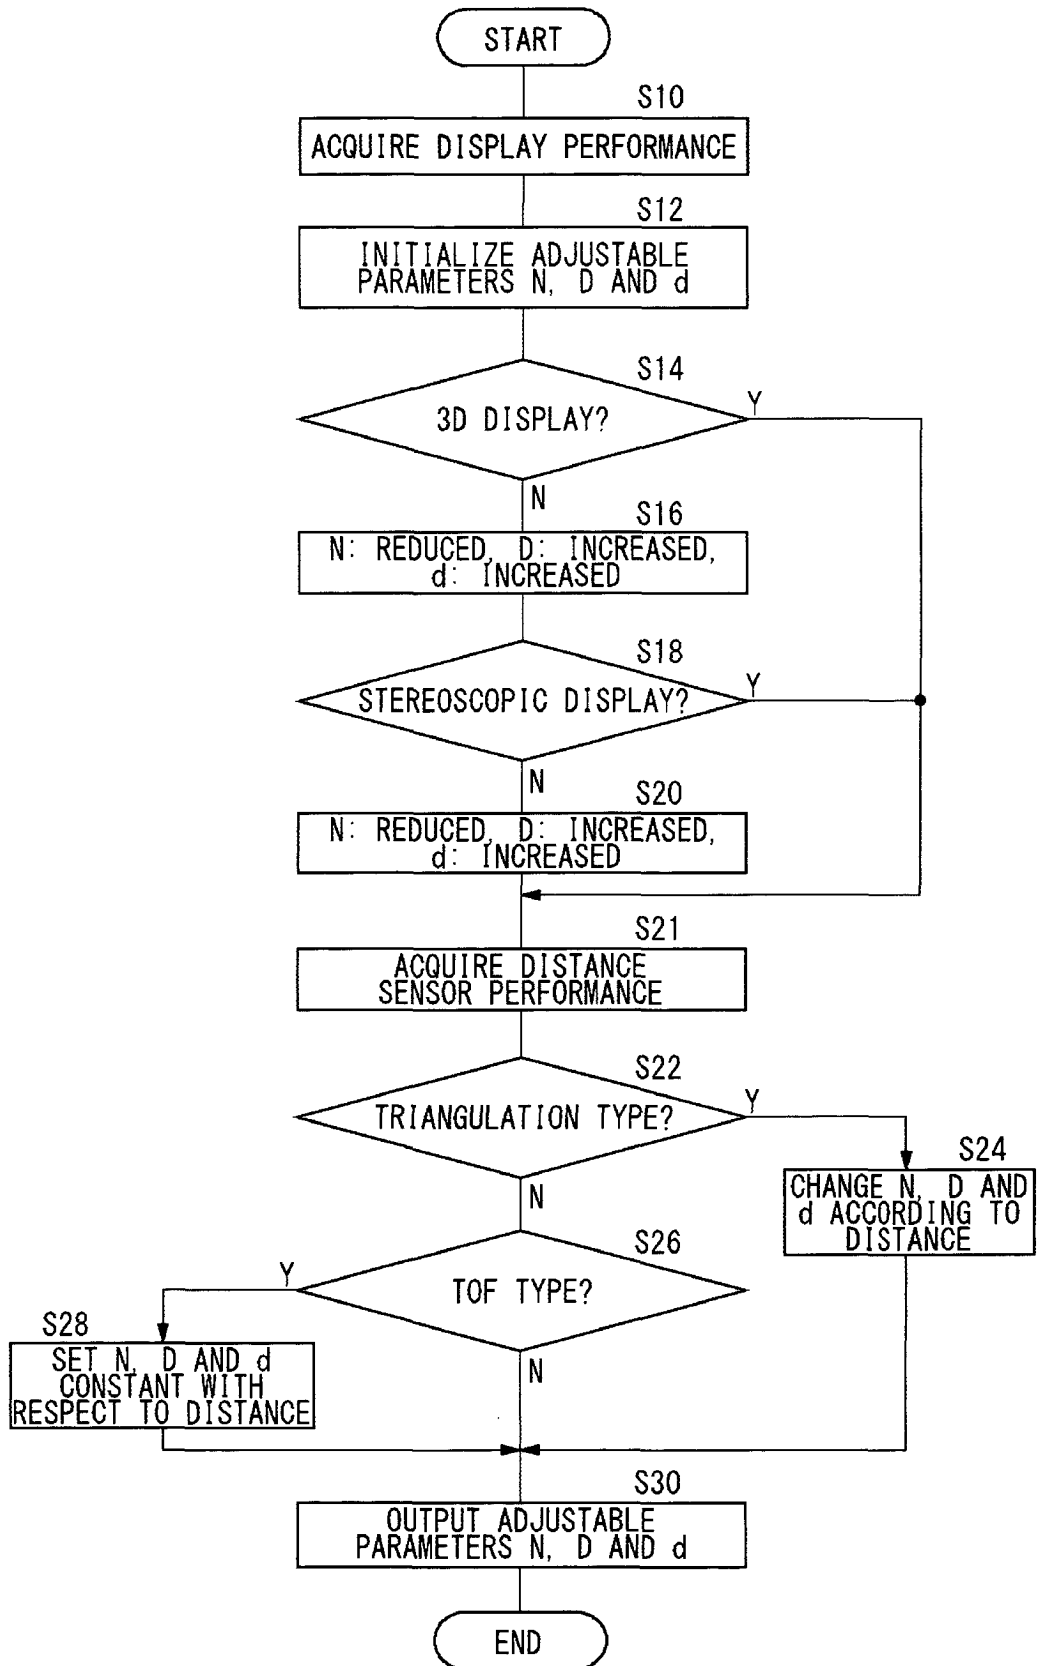 START
S10
ACQUIRE DISPLAY PERFORMANCE
S12
INITIALIZE ADJUSTABLE
PARAMETERS N, D AND d
S14
3D DISPLAY?
Y
N
S16
N: REDUCED, D: INCREASED,
d: INCREASED
S18
STEREOSCOPIC DISPLAY?
Y
N
S20
N: REDUCED, D: INCREASED,
d: INCREASED
S21
ACQUIRE DISTANCE
SENSOR PERFORMANCE
S22
TRIANGULATION TYPE?
Y
N
S24
CHANGE N, D AND
d ACCORDING TO
DISTANCE
S26
TOF TYPE?
Y
N
S28
SET N, D AND d
CONSTANT WITH
RESPECT TO DISTANCE
S30
OUTPUT ADJUSTABLE
PARAMETERS N, D AND d
END